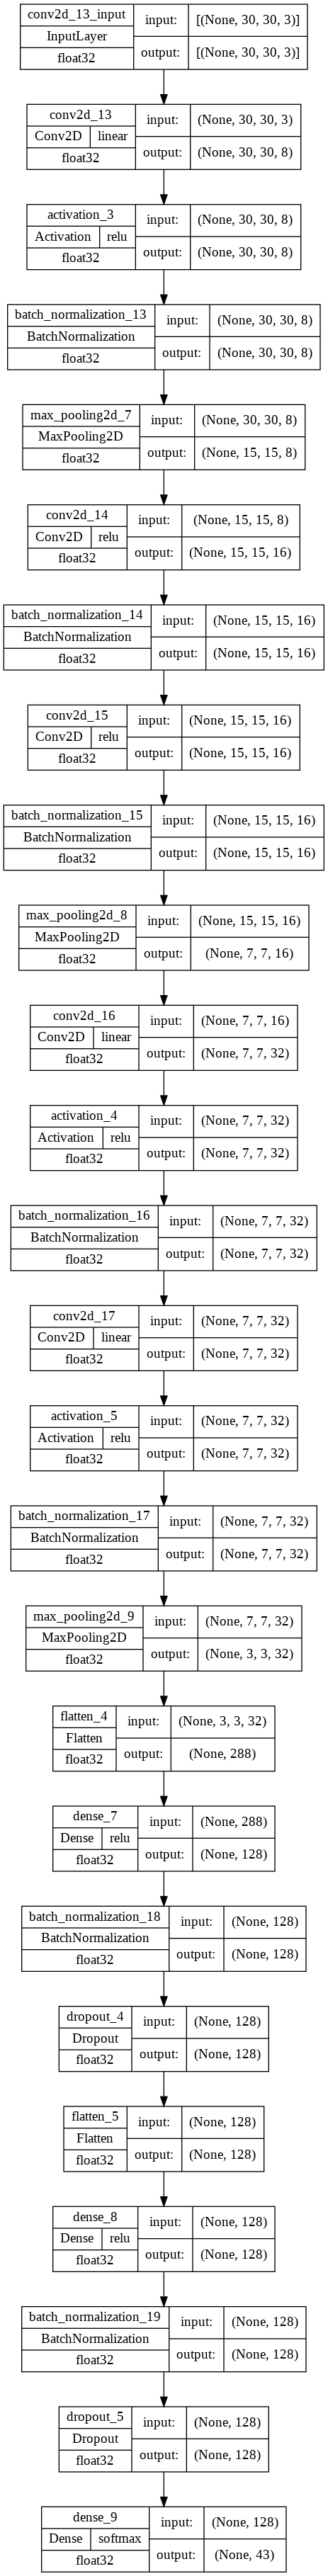 conv2d_13_input input: [(None, 30, 30, 3)]
InputLayer
float32 output: [(None, 30, 30, 3)]
conv2d_13 input: (None, 30, 30, 3)
Conv2D linear
float32 output: (None, 30, 30, 8)
activation_3 input: (None, 30, 30, 8)
Activation relu
float32 output: (None, 30, 30, 8)
batch_normalization_13 input: (None, 30, 30, 8)
BatchNormalization
float32 output: (None, 30, 30, 8)
max_pooling2d_7 input: (None, 30, 30, 8)
MaxPooling2D
float32 output: (None, 15, 15, 8)
conv2d_14 input: (None, 15, 15, 8)
Conv2D relu
float32 output: (None, 15, 15, 16)
batch_normalization_14 input: (None, 15, 15, 16)
BatchNormalization
float32 output: (None, 15, 15, 16)
conv2d_15 input: (None, 15, 15, 16)
Conv2D relu
float32 output: (None, 15, 15, 16)
batch_normalization_15 input: (None, 15, 15, 16)
BatchNormalization
float32 output: (None, 15, 15, 16)
max_pooling2d_8 input: (None, 15, 15, 16)
MaxPooling2D
float32 output: (None, 7, 7, 16)
conv2d_16 input: (None, 7, 7, 16)
Conv2D linear
float32 output: (None, 7, 7, 32)
activation_4 input: (None, 7, 7, 32)
Activation relu
float32 output: (None, 7, 7, 32)
batch_normalization_16 input: (None, 7, 7, 32)
BatchNormalization
float32 output: (None, 7, 7, 32)
conv2d_17 input: (None, 7, 7, 32)
Conv2D linear
float32 output: (None, 7, 7, 32)
activation_5 input: (None, 7, 7, 32)
Activation relu
float32 output: (None, 7, 7, 32)
batch_normalization_17 input: (None, 7, 7, 32)
BatchNormalization
float32 output: (None, 7, 7, 32)
max_pooling2d_9 input: (None, 7, 7, 32)
MaxPooling2D
float32 output: (None, 3, 3, 32)
flatten_4 input: (None, 3, 3, 32)
Flatten
float32 output: (None, 288)
dense_7 input: (None, 288)
Dense relu
float32 output: (None, 128)
batch_normalization_18 input: (None, 128)
BatchNormalization
float32 output: (None, 128)
dropout_4 input: (None, 128)
Dropout
float32 output: (None, 128)
flatten_5 input: (None, 128)
Flatten
float32 output: (None, 128)
dense_8 input: (None, 128)
Dense relu
float32 output: (None, 128)
batch_normalization_19 input: (None, 128)
BatchNormalization
float32 output: (None, 128)
dropout_5 input: (None, 128)
Dropout
float32 output: (None, 128)
dense_9 input: (None, 128)
Dense softmax
float32 output: (None, 43)